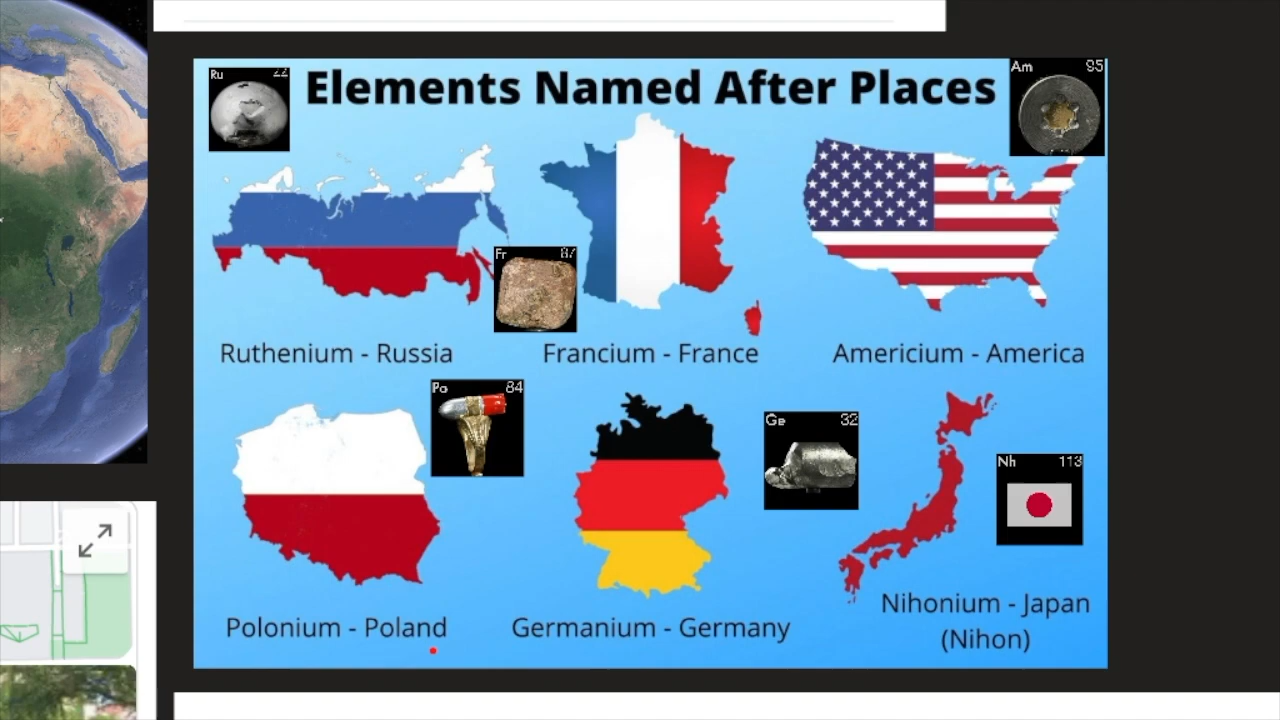 Elements Named After Places
Ru
Am 95
Fr 87
Ruthenium - Russia
Francium - France
Americium - America
Po 84
Ge 32
Nh 113
Polonium - Poland
Germanium - Germany
Nihonium - Japan
(Nihon)